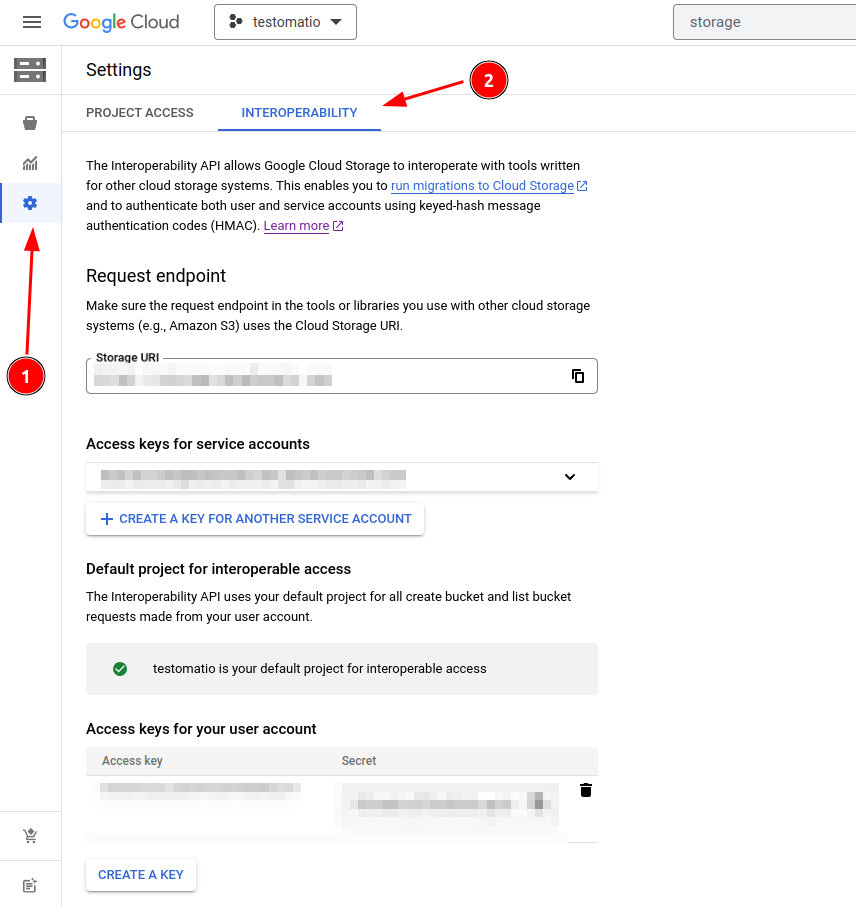 Google Cloud
testomatio
storage
Settings
2
PROJECT ACCESS
INTEROPERABILITY
The Interoperability API allows Google Cloud Storage to interoperate with tools written
for other cloud storage systems. This enables you to run migrations to Cloud Storage
and to authenticate both user and service accounts using keyed-hash message
authentication codes (HMAC). Learn more
Request endpoint
Make sure the request endpoint in the tools or libraries you use with other cloud storage
systems (e.g., Amazon S3) uses the Cloud Storage URI.
Storage URI
1
Access keys for service accounts
CREATE A KEY FOR ANOTHER SERVICE ACCOUNT
Default project for interoperable access
The Interoperability API uses your default project for all create bucket and list bucket
requests made from your user account.
testomatio is your default project for interoperable access
Access keys for your user account
Access key
Secret
CREATE A KEY